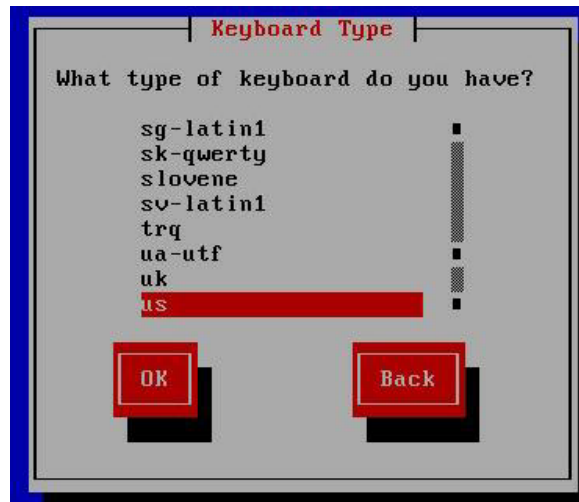 Keyboard Type
What type of keyboard do you have?
sg-latin1
sk-qwerty
slovene
sv-latin1
trq
ua-utf
uk
us
OK Back